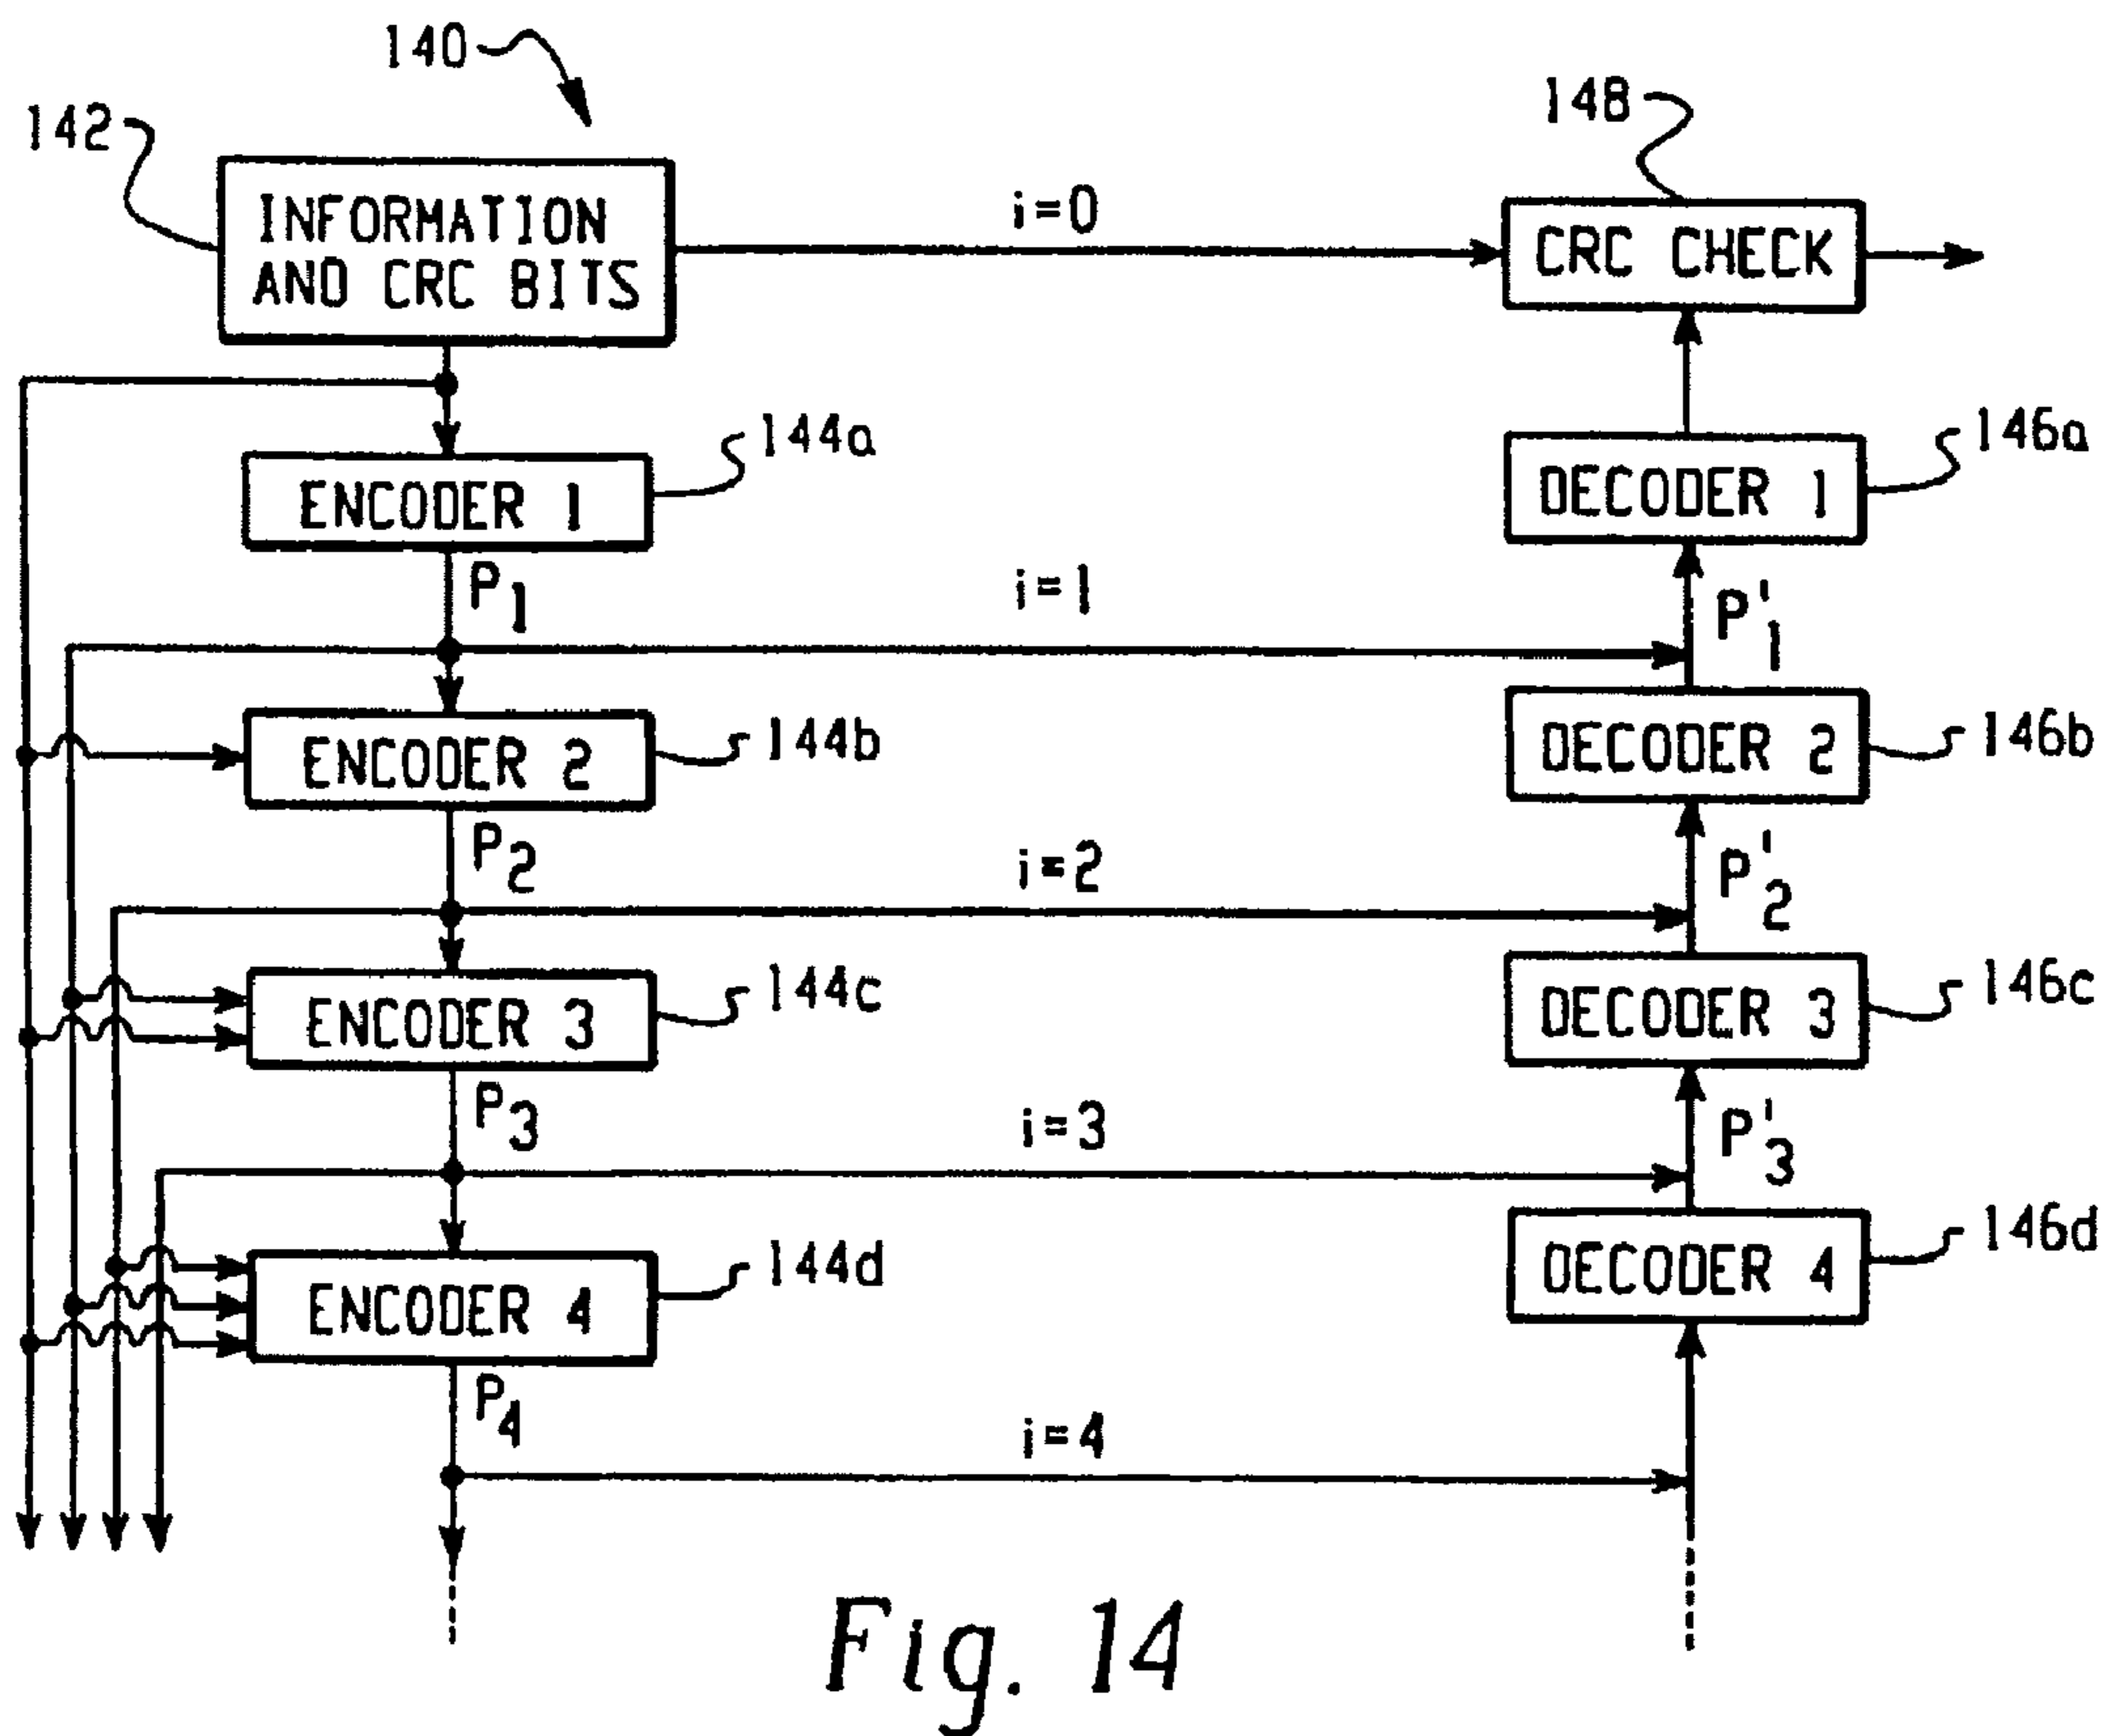 140
142
148
INFORMATION
AND CRC BITS
i=0
CRC CHECK
144a
146a
ENCODER 1
DECODER 1
P1
i=1
P'1
144b
146b
ENCODER 2
DECODER 2
P2
i=2
P'2
144c
146c
ENCODER 3
DECODER 3
P3
i=3
P'3
144d
146d
ENCODER 4
DECODER 4
P4
i=4
Fig. 14